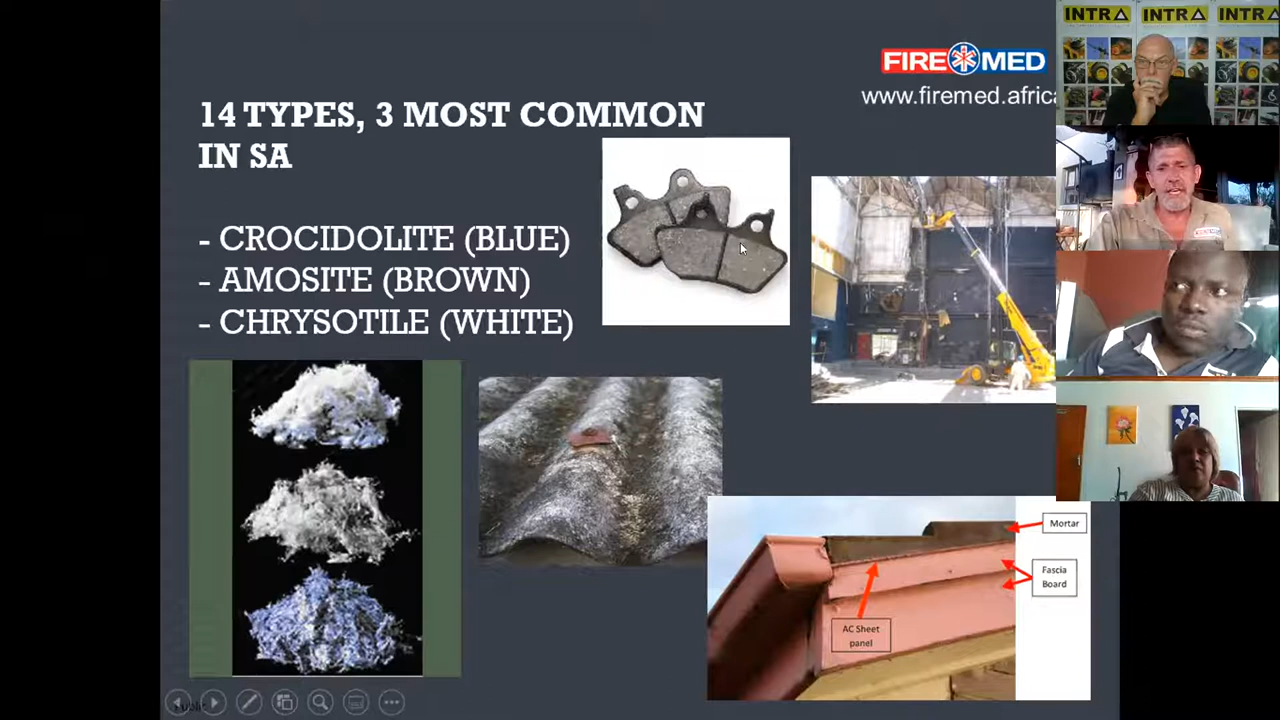 FIRE MED
www.firemed.africa
14 TYPES, 3 MOST COMMON
IN SA
- CROCIDOLITE (BLUE)
- AMOSITE (BROWN)
- CHRYSOTILE (WHITE)
Mortar
Fascia
Board
AC Sheet
panel
INTRA INTRA INTRA